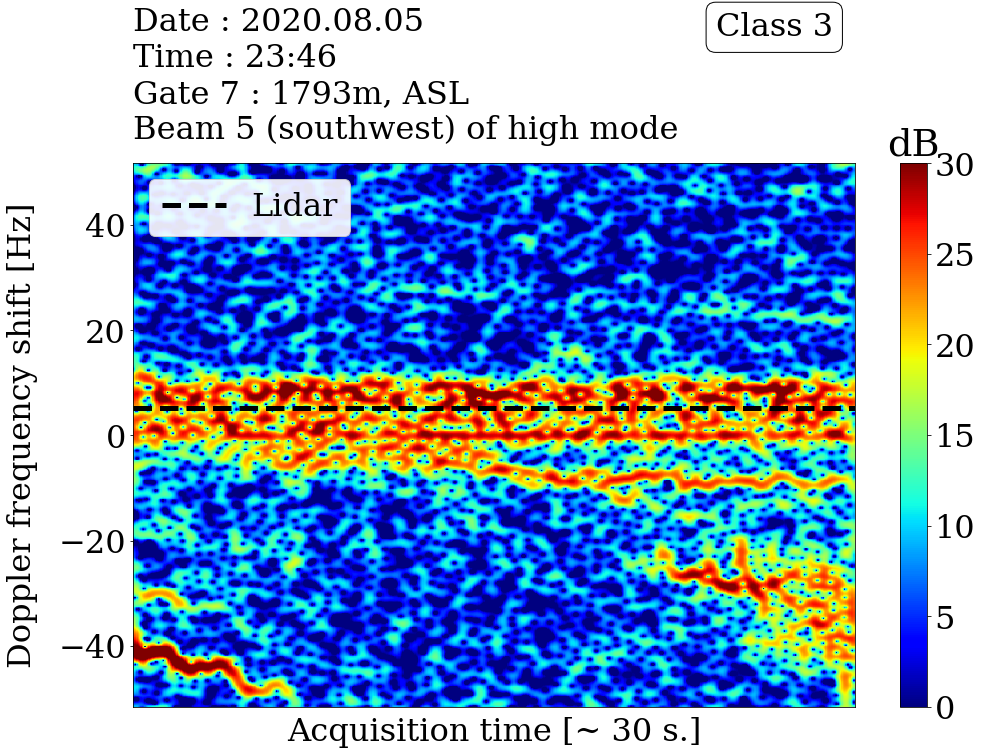 Date : 2020.08.05
Time : 23:46
Gate 7 : 1793m, ASL
Beam 5 (southwest) of high mode
Class 3
dB
Lidar
Doppler frequency shift [Hz]
40
20
0
−20
−40
30
25
20
15
10
5
0
Acquisition time [~ 30 s.]